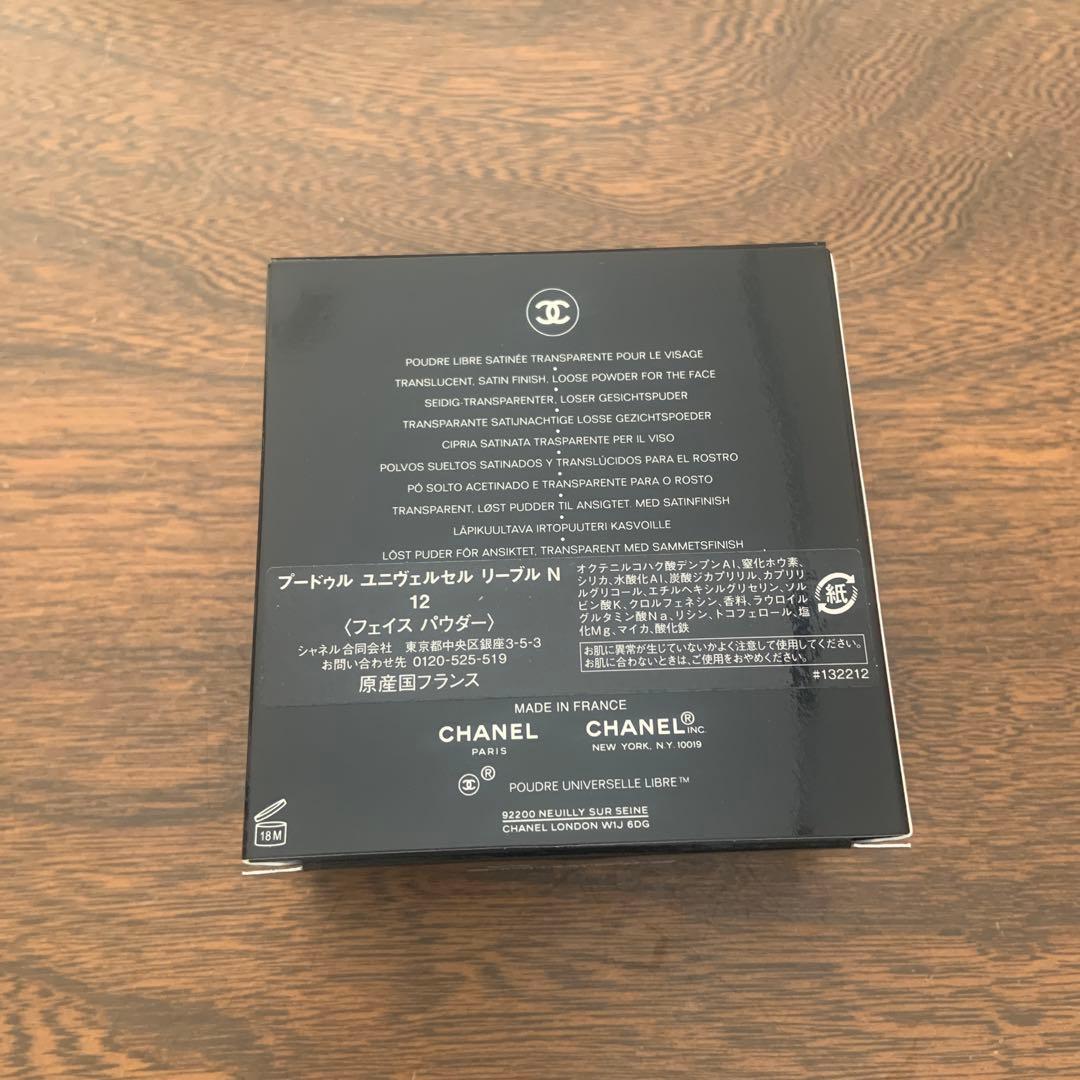 POUDRE LIBRE SATINÉE TRANSPARENTE POUR LE VISAGE
TRANSLUCENT, SATIN FINISH, LOOSE POWDER FOR THE FACE
SEIDIG-TRANSPARENTER, LOSER GESICHTSPUDER
TRANSPARANTE SATIJNACHTIGE LOSSE GEZICHTSPOEDER
CIPRIA SATINATA TRASPARENTE PER IL VISO
POLVOS SUELTOS SATINADOS Y TRANSLÚCIDOS PARA EL ROSTRO
PÓ SOLTO ACETINADO E TRANSPARENTE PARA O ROSTO
TRANSPARENT, LØST PUDDER TIL ANSIGTET. MED SATINFINISH
LÄPIKUULTAVA IRTOPUUTERI KASVOILLE
LÖST PUDER FÖR ANSIKTET, TRANSPARENT MED SAMMETSFINISH
プードゥル ユニヴェルセル リーブル N
12
〈フェイス パウダー〉
シャネル合同会社 東京都中央区銀座3-5-3
お問い合わせ先 0120-525-519
原産国フランス
オクテニルコハク酸デンプンAl、窒化ホウ素、
シリカ、水酸化Al、炭酸ジカプリリル、カプリリ
ルグリコール、エチルヘキシルグリセリン、ソル
ビン酸K、クロルフェネシン、香料、ラウロイル
グルタミン酸Na、リシン、トコフェロール、塩
化Mg、マイカ、酸化鉄
紙
お肌に異常が生じていないかよく注意して使用してください。
お肌に合わないときは、ご使用をおやめください。
#132212
MADE IN FRANCE
CHANEL
PARIS
CHANEL® INC.
NEW YORK, N.Y. 10019
® POUDRE UNIVERSELLE LIBRE™
92200 NEUILLY SUR SEINE
CHANEL LONDON W1J 6DG
18 M